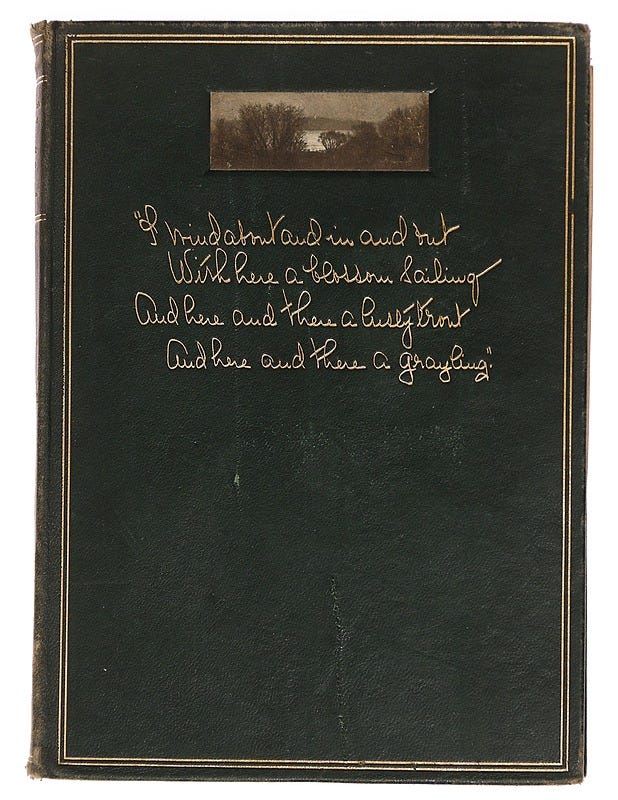 "I wind about and in and out
With here a blossom sailing
And here and there a lusty trout
And here and there a grayling."